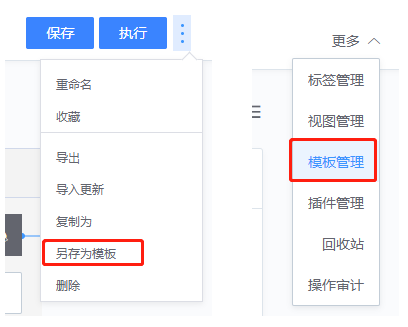 保存
执行
重命名
收藏
导出
导入更新
复制为
另存为模板
删除
更多
标签管理
视图管理
模板管理
插件管理
回收站
操作审计